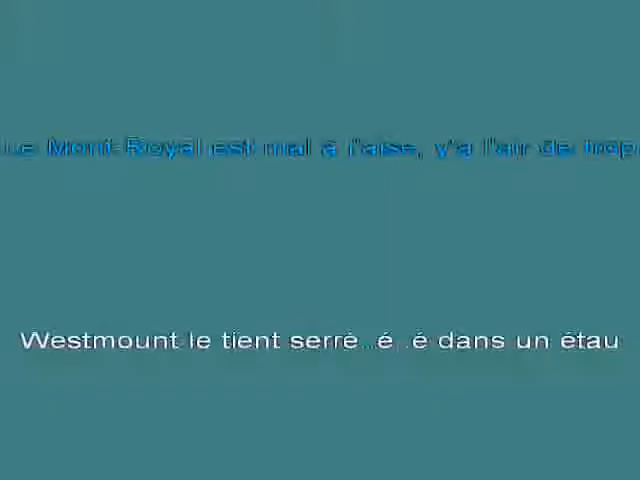 Le Mont-Royal est mal à l'aise, y'a l'air de trop
Westmount le tient serré...é...é dans un étau